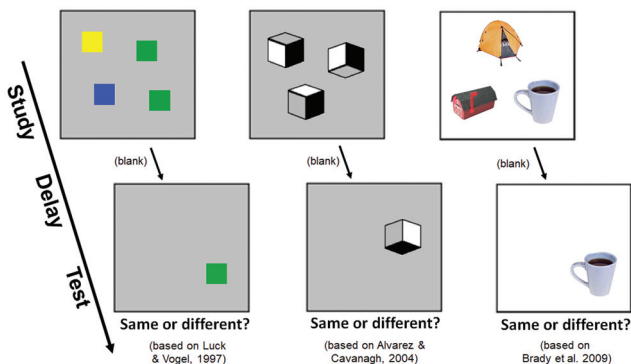 Study
Delay
Test
(blank)
(blank)
(blank)
Same or different?
(based on Luck
& Vogel, 1997)
Same or different?
(based on Alvarez &
Cavanagh, 2004)
Same or different?
(based on
Brady et al. 2009)